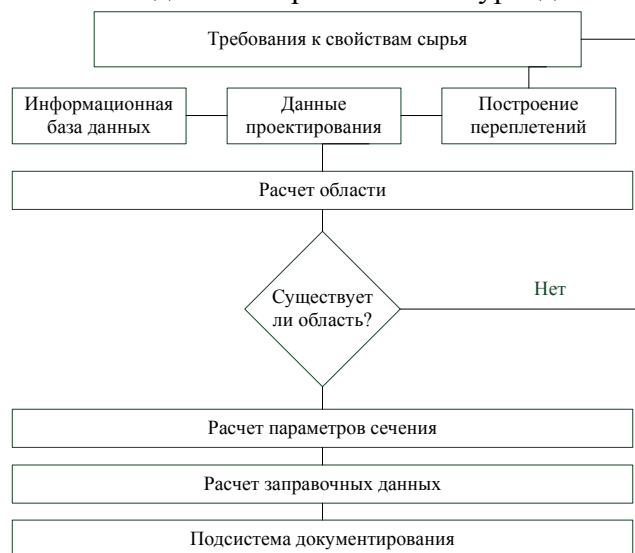 Требования к свойствам сырья
Информационная
база данных
Данные
проектирования
Построение
переплетений
Расчет области
Существует
ли область?
Нет
Расчет параметров сечения
Расчет заправочных данных
Подсистема документирования